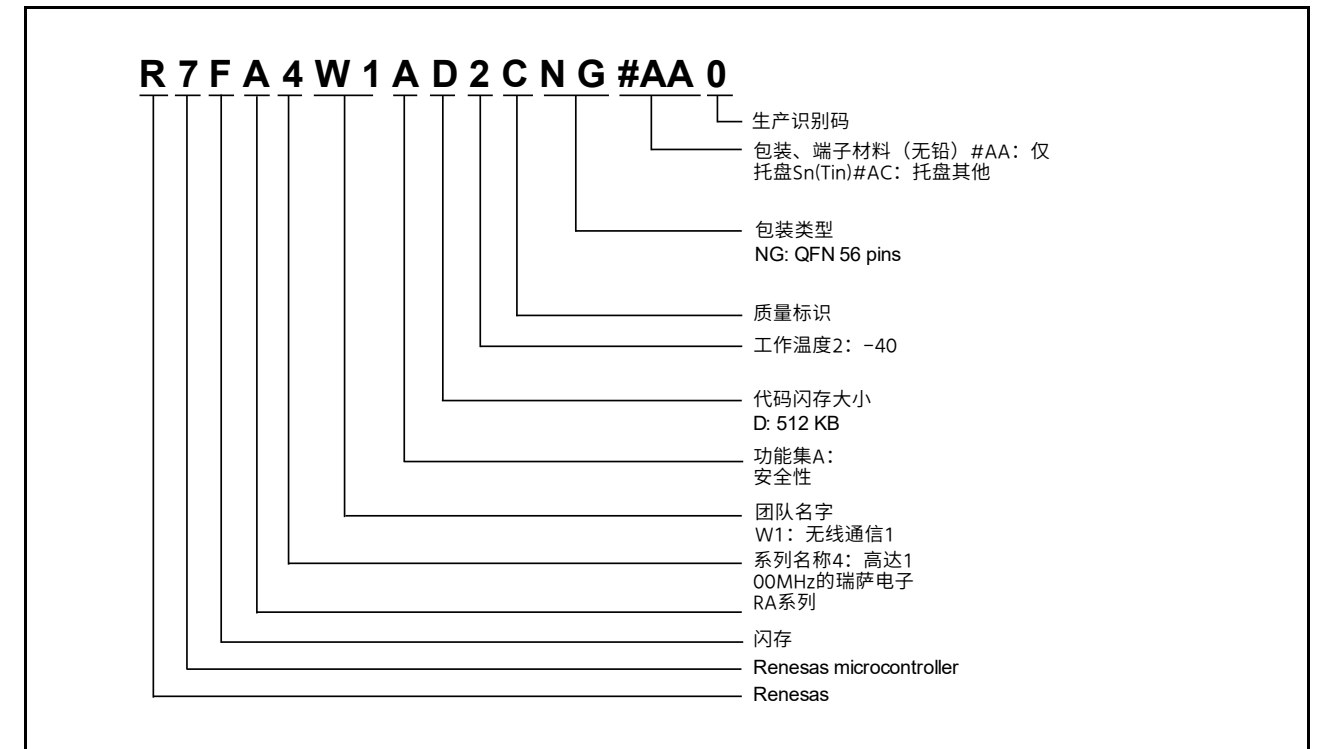 R 7 F A 4 W 1 A D 2 C N G #AA 0
生产识别码
包装、端子材料（无铅）#AA：仅
托盘Sn(Tin)#AC：托盘其他
包装类型
NG: QFN 56 pins
质量标识
工作温度2：-40
代码闪存大小
D: 512 KB
功能集A：
安全性
团队名字
W1：无线通信1
系列名称4：高达1
00MHz的瑞萨电子
RA系列
闪存
Renesas microcontroller
Renesas